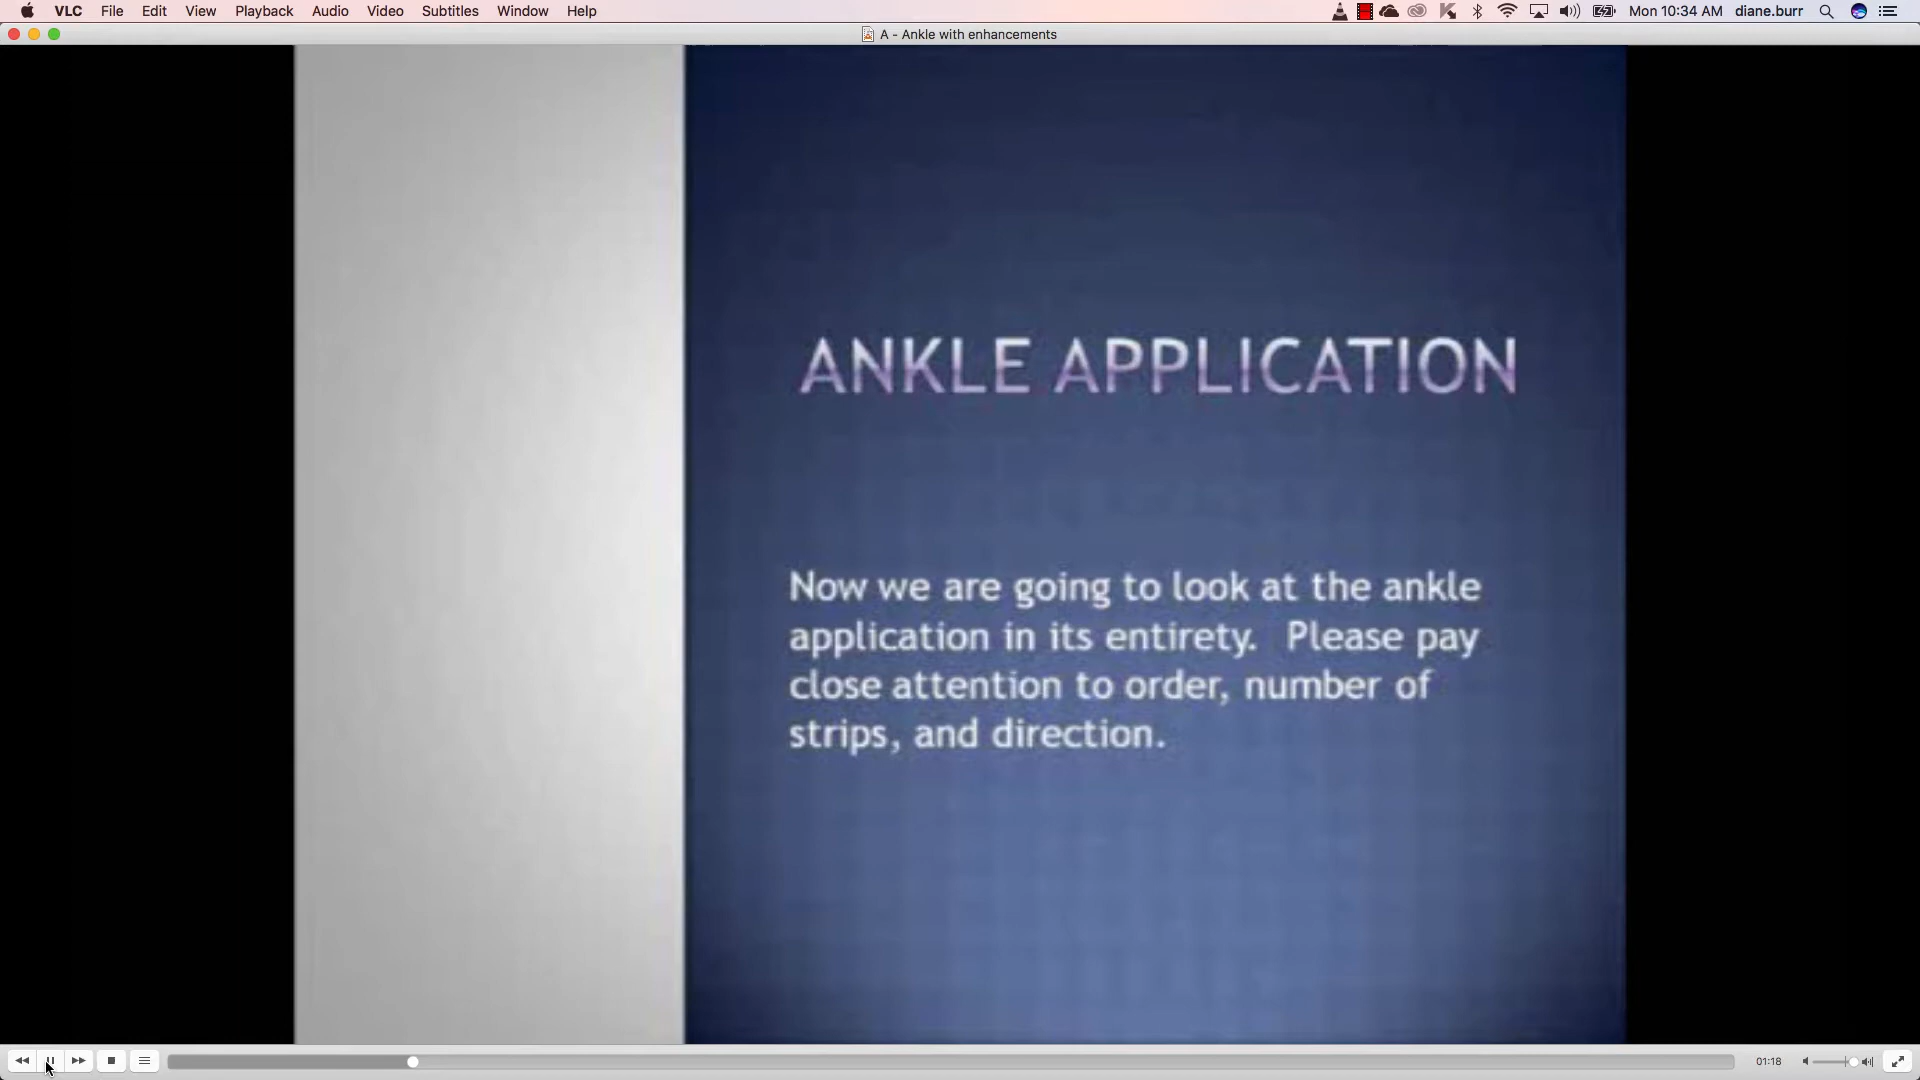 VLC File Edit View Playback Audio Video Subtitles Window Help Mon 10:34 AM diane.burr
A - Ankle with enhancements
ANKLE APPLICATION
Now we are going to look at the ankle
application in its entirety. Please pay
close attention to order, number of
strips, and direction.
01:18